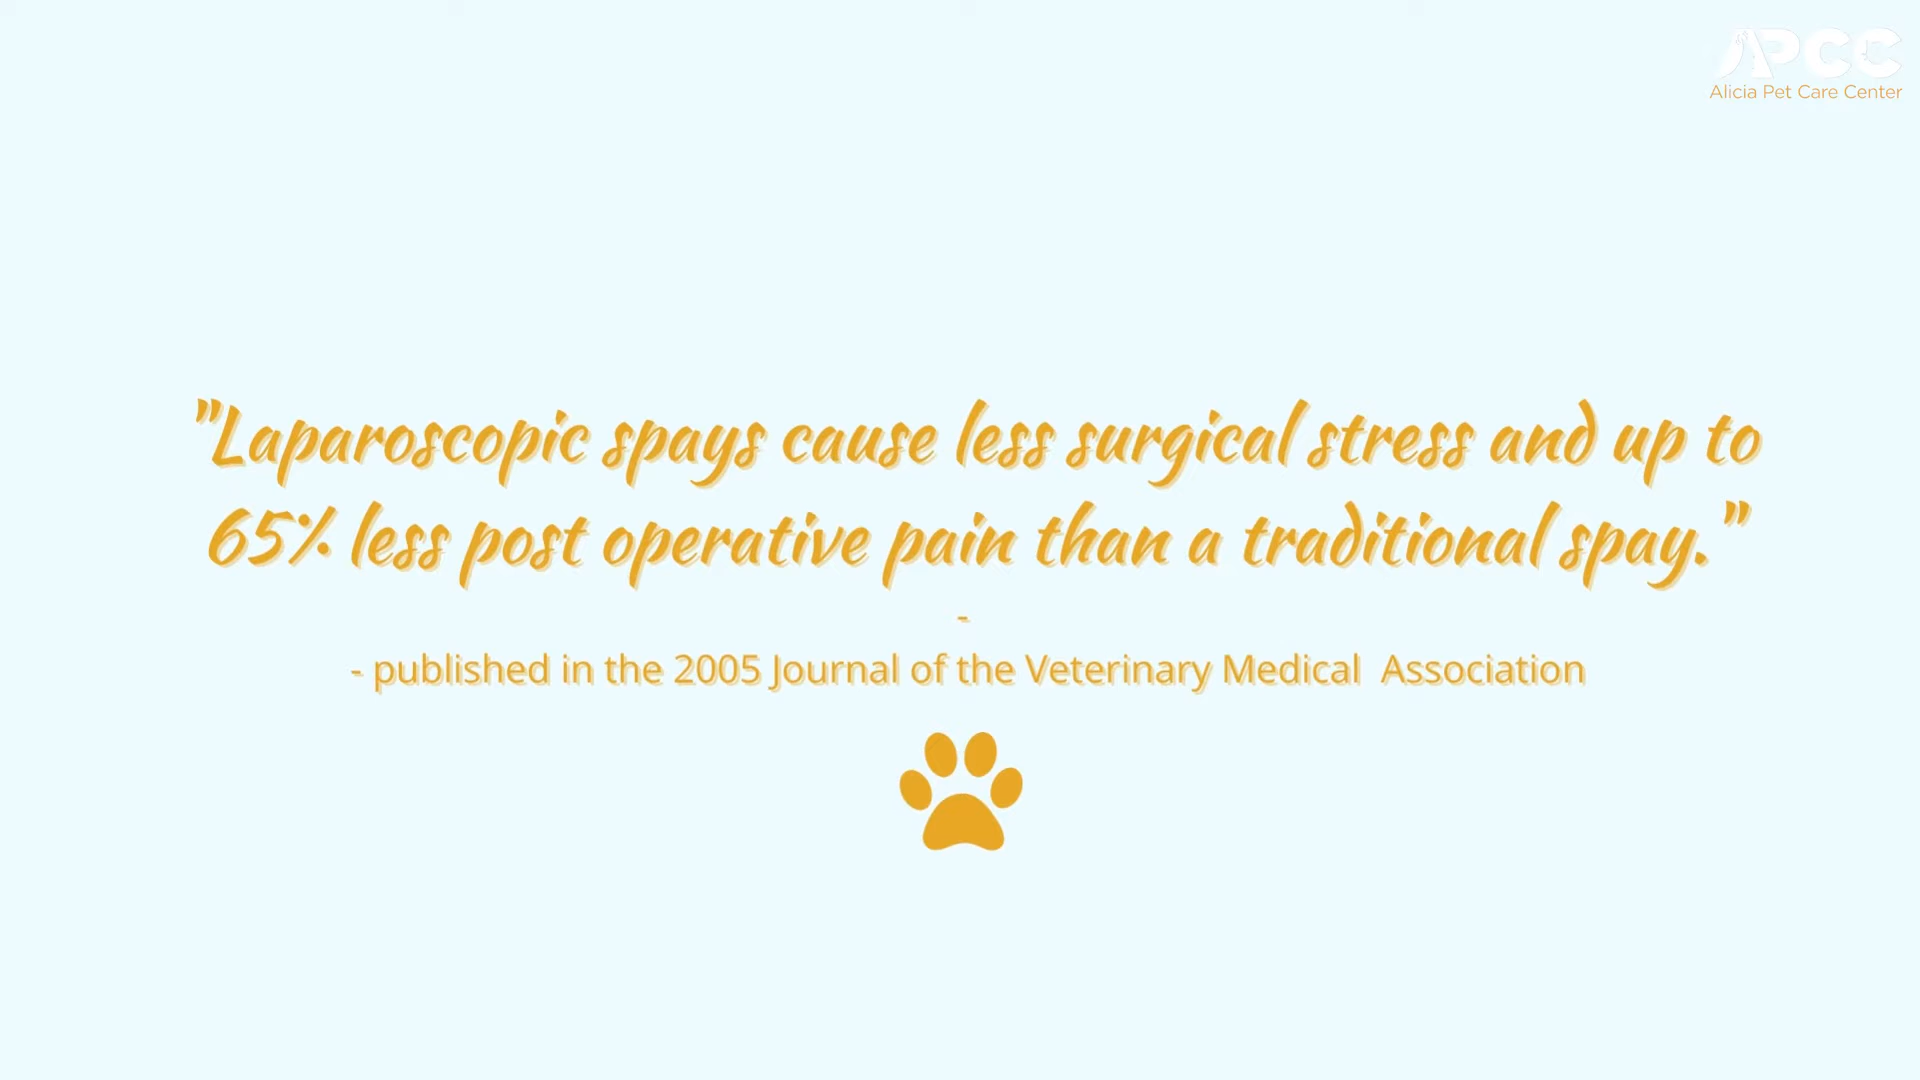 APCC
Alicia Pet Care Center
"Laparoscopic spays cause less surgical stress and up to
65% less post operative pain than a traditional spay."
-
- published in the 2005 Journal of the Veterinary Medical  Association